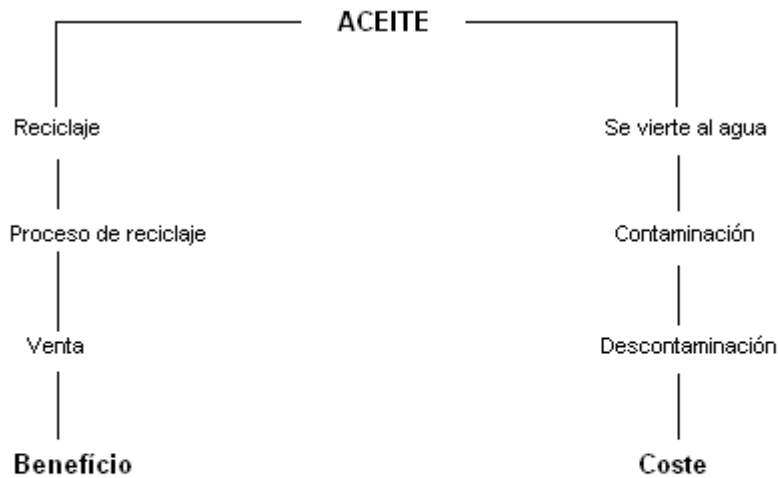 ACEITE
Reciclaje
Se vierte al agua
Proceso de reciclaje
Contaminación
Venta
Descontaminación
Benefício
Coste